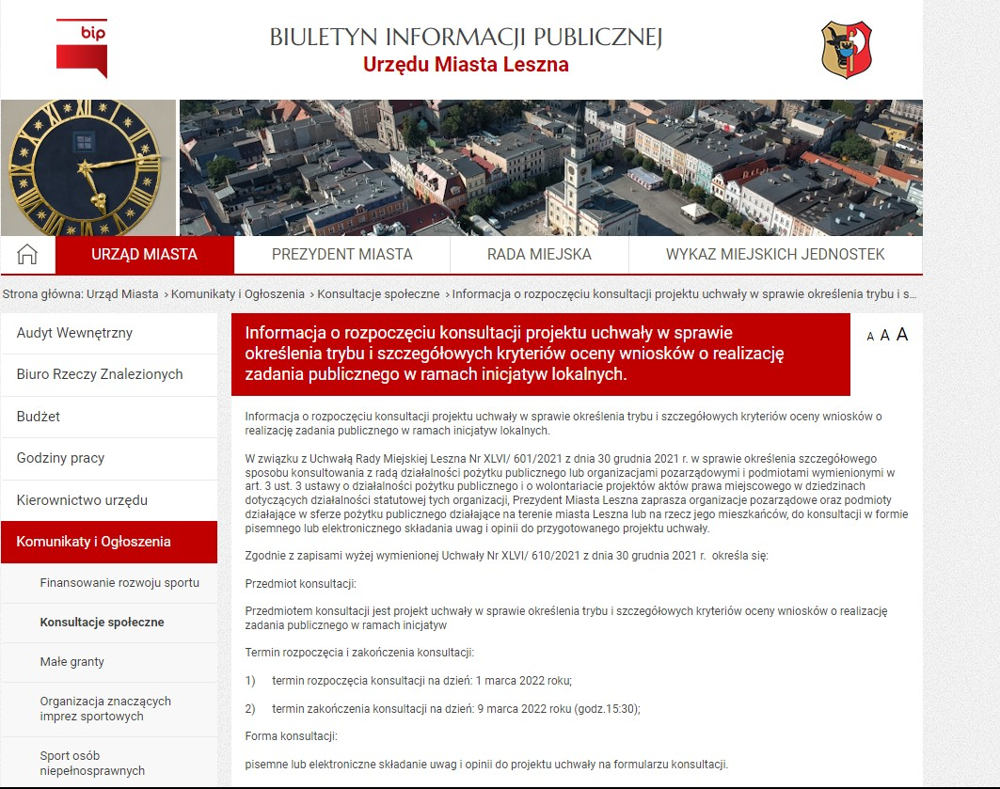 bip
BIULETYN INFORMACJI PUBLICZNEJ
Urzędu Miasta Leszna
URZĄD MIASTA
PREZYDENT MIASTA
RADA MIEJSKA
WYKAZ MIEJSKICH JEDNOSTEK
Strona główna: Urząd Miasta › Komunikaty i Ogłoszenia › Konsultacje społeczne › Informacja o rozpoczęciu konsultacji projektu uchwały w sprawie określenia trybu i s...
Audyt Wewnętrzny
Biuro Rzeczy Znalezionych
Budżet
Godziny pracy
Kierownictwo urzędu
Komunikaty i Ogłoszenia
Finansowanie rozwoju sportu
Konsultacje społeczne
Małe granty
Organizacja znaczących
imprez sportowych
Sport osób
niepełnosprawnych
Informacja o rozpoczęciu konsultacji projektu uchwały w sprawie
określenia trybu i szczegółowych kryteriów oceny wniosków o realizację
zadania publicznego w ramach inicjatyw lokalnych.
A A A
Informacja o rozpoczęciu konsultacji projektu uchwały w sprawie określenia trybu i szczegółowych kryteriów oceny wniosków o
realizację zadania publicznego w ramach inicjatyw lokalnych.
W związku z Uchwałą Rady Miejskiej Leszna Nr XLVI/ 601/2021 z dnia 30 grudnia 2021 r. w sprawie określenia szczegółowego
sposobu konsultowania z radą działalności pożytku publicznego lub organizacjami pozarządowymi i podmiotami wymienionymi w
art. 3 ust. 3 ustawy o działalności pożytku publicznego i o wolontariacie projektów aktów prawa miejscowego w dziedzinach
dotyczących działalności statutowej tych organizacji, Prezydent Miasta Leszna zaprasza organizacje pozarządowe oraz podmioty
działające w sferze pożytku publicznego działające na terenie miasta Leszna lub na rzecz jego mieszkańców, do konsultacji w formie
pisemnego lub elektronicznego składania uwag i opinii do przygotowanego projektu uchwały.
Zgodnie z zapisami wyżej wymienionej Uchwały Nr XLVI/ 610/2021 z dnia 30 grudnia 2021 r.  określa się:
Przedmiot konsultacji:
Przedmiotem konsultacji jest projekt uchwały w sprawie określenia trybu i szczegółowych kryteriów oceny wniosków o realizację
zadania publicznego w ramach inicjatyw
Termin rozpoczęcia i zakończenia konsultacji:
1) termin rozpoczęcia konsultacji na dzień: 1 marca 2022 roku;
2) termin zakończenia konsultacji na dzień: 9 marca 2022 roku (godz.15:30);
Forma konsultacji:
pisemne lub elektroniczne składanie uwag i opinii do projektu uchwały na formularzu konsultacji.